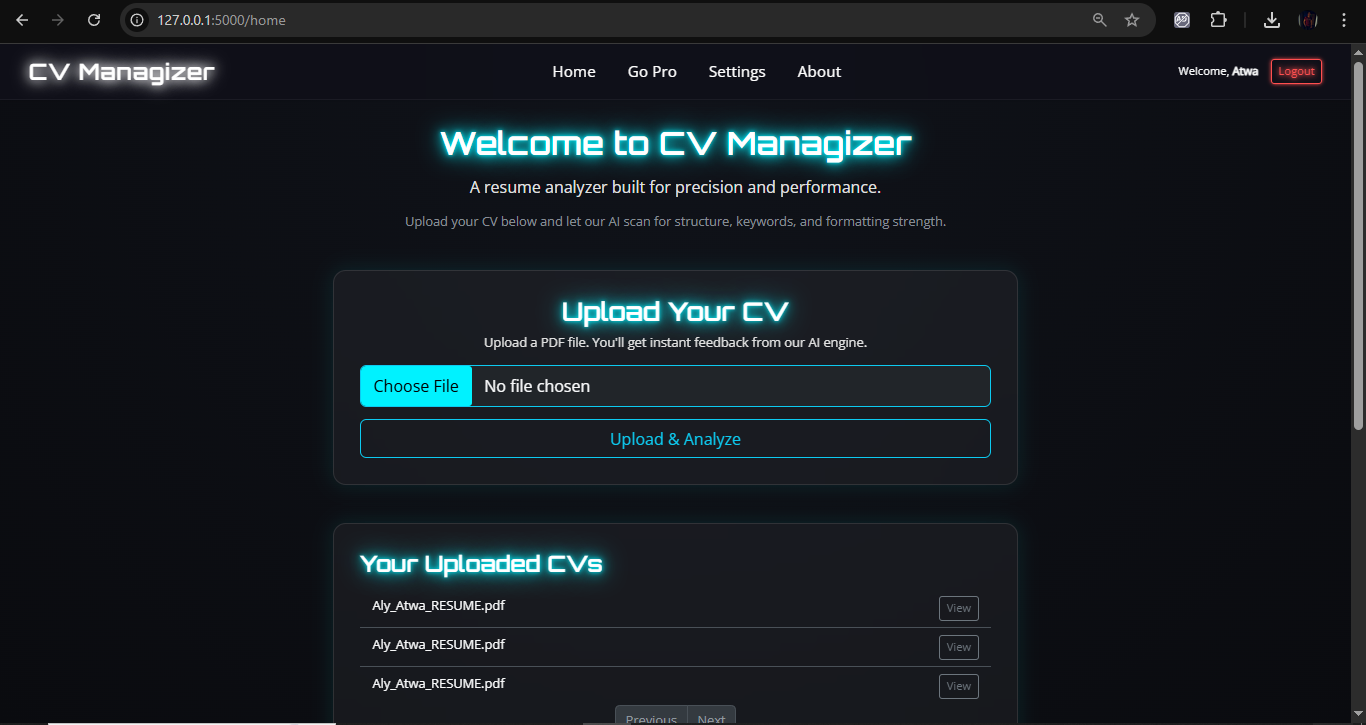 127.0.0.1:5000/home
CV Managizer
Home Go Pro Settings About
Welcome, Atwa Logout
Welcome to CV Managizer
A resume analyzer built for precision and performance.
Upload your CV below and let our AI scan for structure, keywords, and formatting strength.
Upload Your CV
Upload a PDF file. You'll get instant feedback from our AI engine.
Choose File No file chosen
Upload & Analyze
Your Uploaded CVs
Aly_Atwa_RESUME.pdf View
Aly_Atwa_RESUME.pdf View
Aly_Atwa_RESUME.pdf View
Previous Next